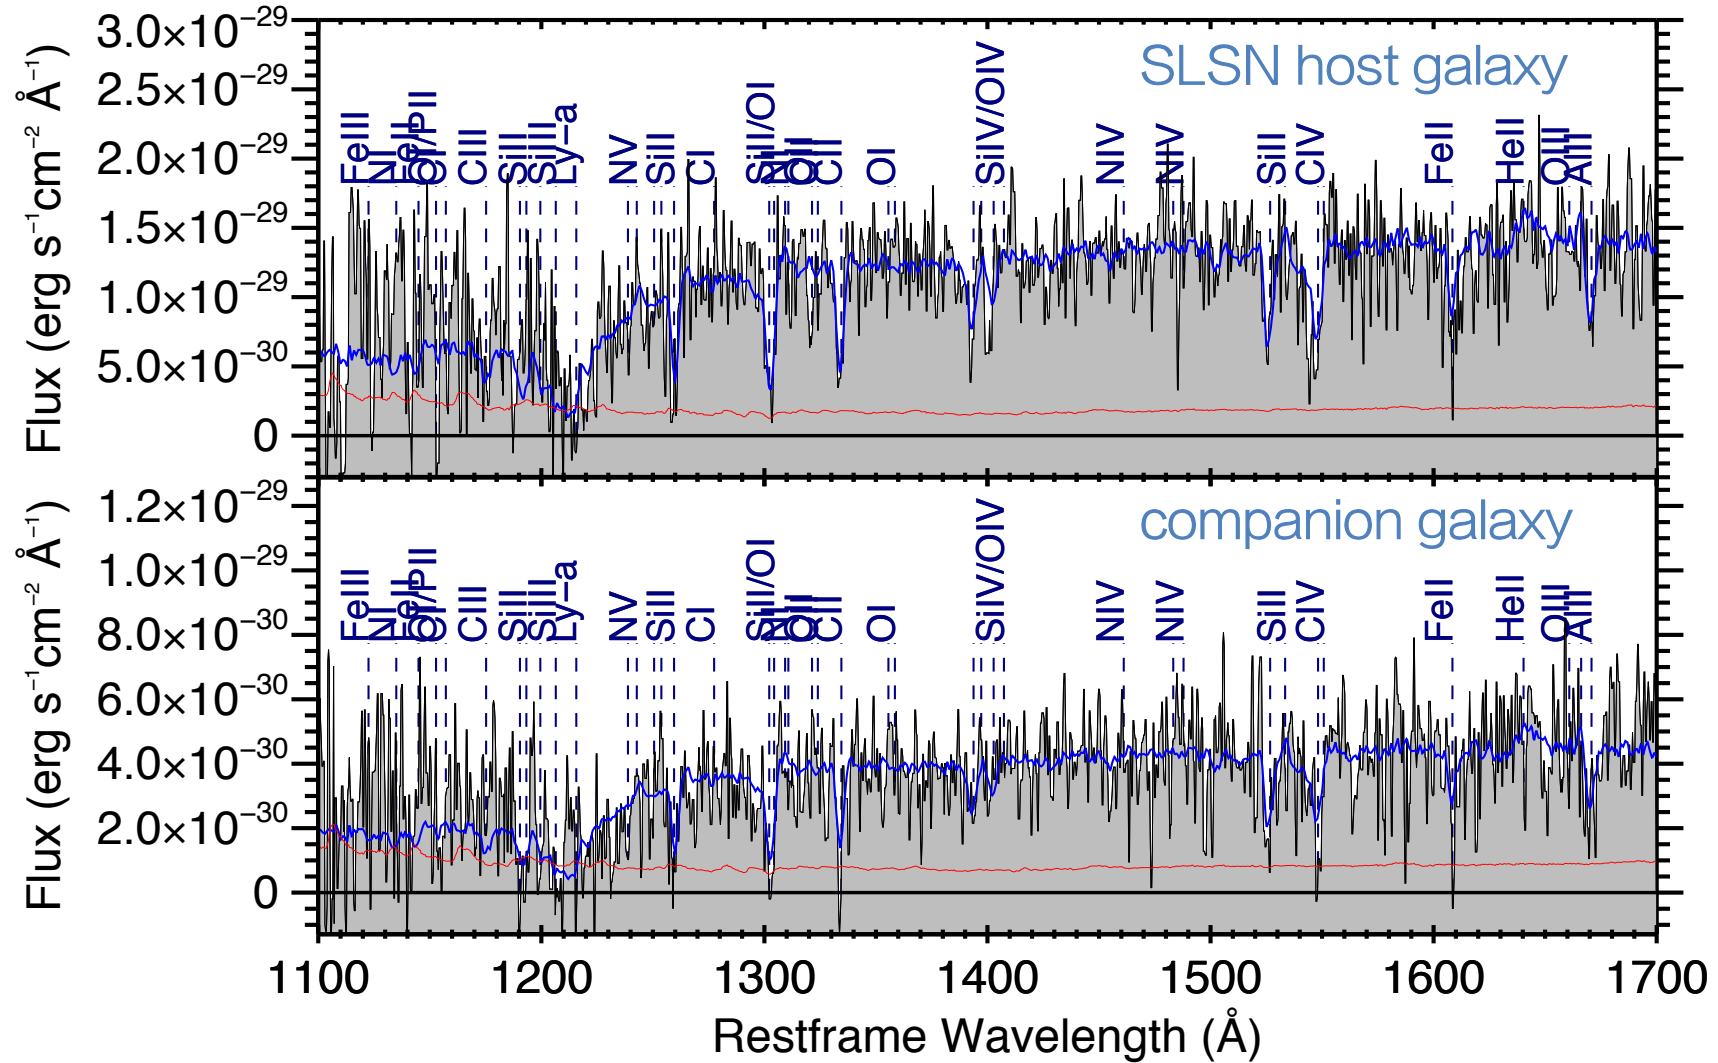 3.0×10⁻²⁹
2.5×10⁻²⁹
2.0×10⁻²⁹
1.5×10⁻²⁹
1.0×10⁻²⁹
5.0×10⁻³⁰
0
Flux (erg s⁻¹cm⁻² Å⁻¹)
SLSN host galaxy
FeIII
NI
FeII
OI/PII
CI
CIII
SiII
SiIII
Ly-a
NV
SiII
CI
SiII/OI
NI
OII
CII
OI
SiIV/OIV
NIV
NIV
SiII
CIV
FeII
HeII
OIII
AlII
1.2×10⁻²⁹
1.0×10⁻²⁹
8.0×10⁻³⁰
6.0×10⁻³⁰
4.0×10⁻³⁰
2.0×10⁻³⁰
0
Flux (erg s⁻¹cm⁻² Å⁻¹)
companion galaxy
FeIII
NI
FeII
OI/PII
CI
CIII
SiII
SiIII
Ly-a
NV
SiII
CI
SiII/OI
NI
OII
CII
OI
SiIV/OIV
NIV
NIV
SiII
CIV
FeII
HeII
OIII
AlII
1100
1200
1300
1400
1500
1600
1700
Restframe Wavelength (Å)